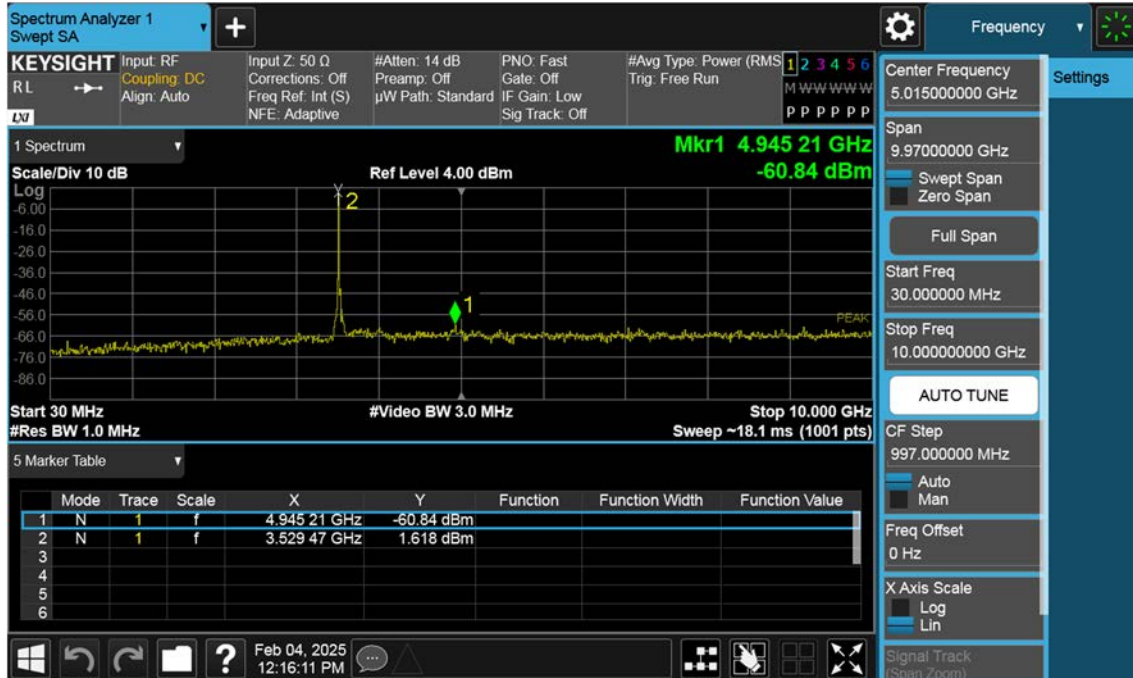 Spectrum Analyzer 1
Swept SA
Frequency
KEYSIGHT
R L
LXI
Input: RF
Coupling: DC
Align: Auto
Input Z: 50 Ω
Corrections: Off
Freq Ref: Int (S)
NFE: Adaptive
#Atten: 14 dB
Preamp: Off
µW Path: Standard
PNO: Fast
Gate: Off
IF Gain: Low
Sig Track: Off
#Avg Type: Power (RMS
Trig: Free Run
1 2 3 4 5 6
M W W W W W
P P P P P P
Center Frequency
5.015000000 GHz
Settings
1 Spectrum
Mkr1 4.945 21 GHz
Scale/Div 10 dB
Ref Level 4.00 dBm
-60.84 dBm
Log
-6.00
-16.0
-26.0
-36.0
-46.0
-56.0
-66.0
-76.0
-86.0
2
1
PEAK
Start 30 MHz
#Video BW 3.0 MHz
Stop 10.000 GHz
#Res BW 1.0 MHz
Sweep ~18.1 ms (1001 pts)
Span
9.97000000 GHz
Swept Span
Zero Span
Full Span
Start Freq
30.000000 MHz
Stop Freq
10.000000000 GHz
AUTO TUNE
CF Step
997.000000 MHz
Auto
Man
Freq Offset
0 Hz
X Axis Scale
Log
Lin
Signal Track
(Span Zoom)
5 Marker Table
Mode Trace Scale X Y Function Function Width Function Value
1 N 1 f 4.945 21 GHz -60.84 dBm
2 N 1 f 3.529 47 GHz 1.618 dBm
3
4
5
6
?
Feb 04, 2025
12:16:11 PM